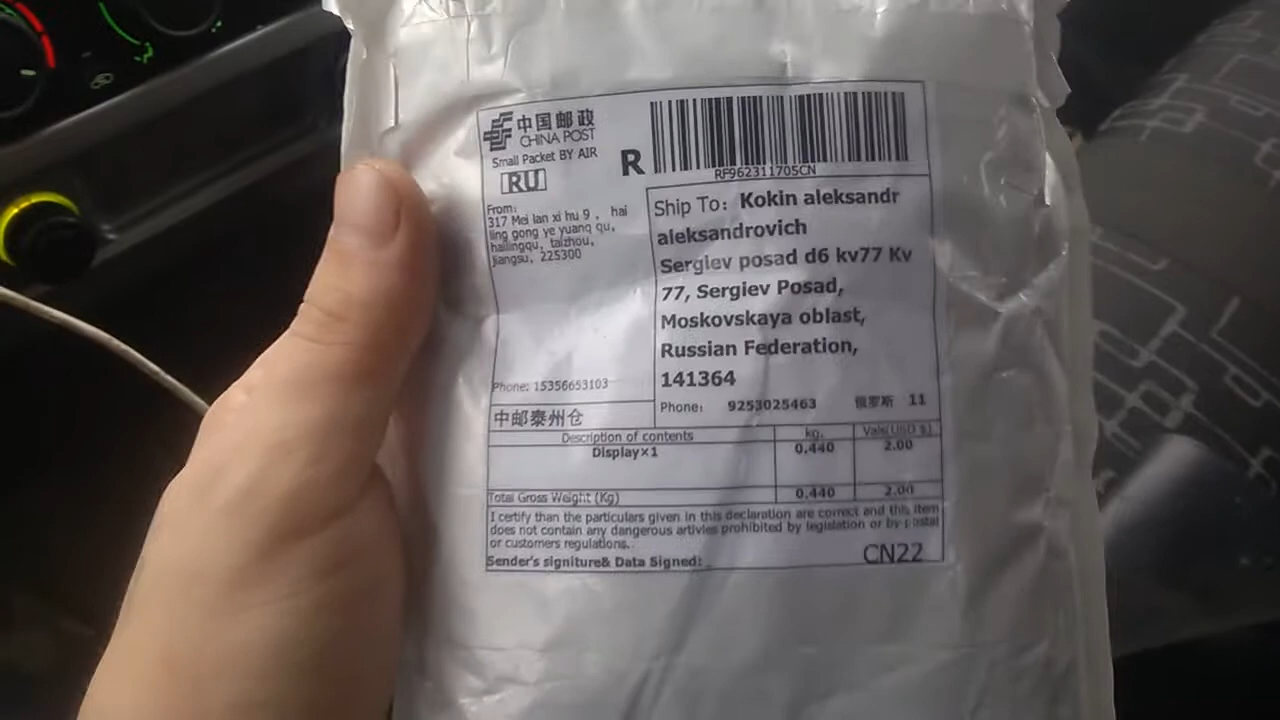 中国邮政
CHINA POST
Small Packet BY AIR
RU
R
RF962311705CN
From:
317 Mei lan xi hu 9 , hai
ling gong ye yuanq qu,
hailingqu, taizhou,
Jiangsu, 225300
Phone: 15356653103
中邮泰州仓
Ship To: Kokin aleksandr
aleksandrovich
Sergiev posad d6 kv77 Kv
77, Sergiev Posad,
Moskovskaya oblast,
Russian Federation,
141364
Phone: 9253025463 俄罗斯 11
Description of contents kg. Vals(USD $)
Display×1 0.440 2.00
Total Gross Weight (Kg) 0.440 2.00
I certify than the particulars given in this declaration are correct and this item
does not contain any dangerous artivles prohibited by legislation or by postal
or customers regulations.
Sender's signiture& Data Signed:
CN22